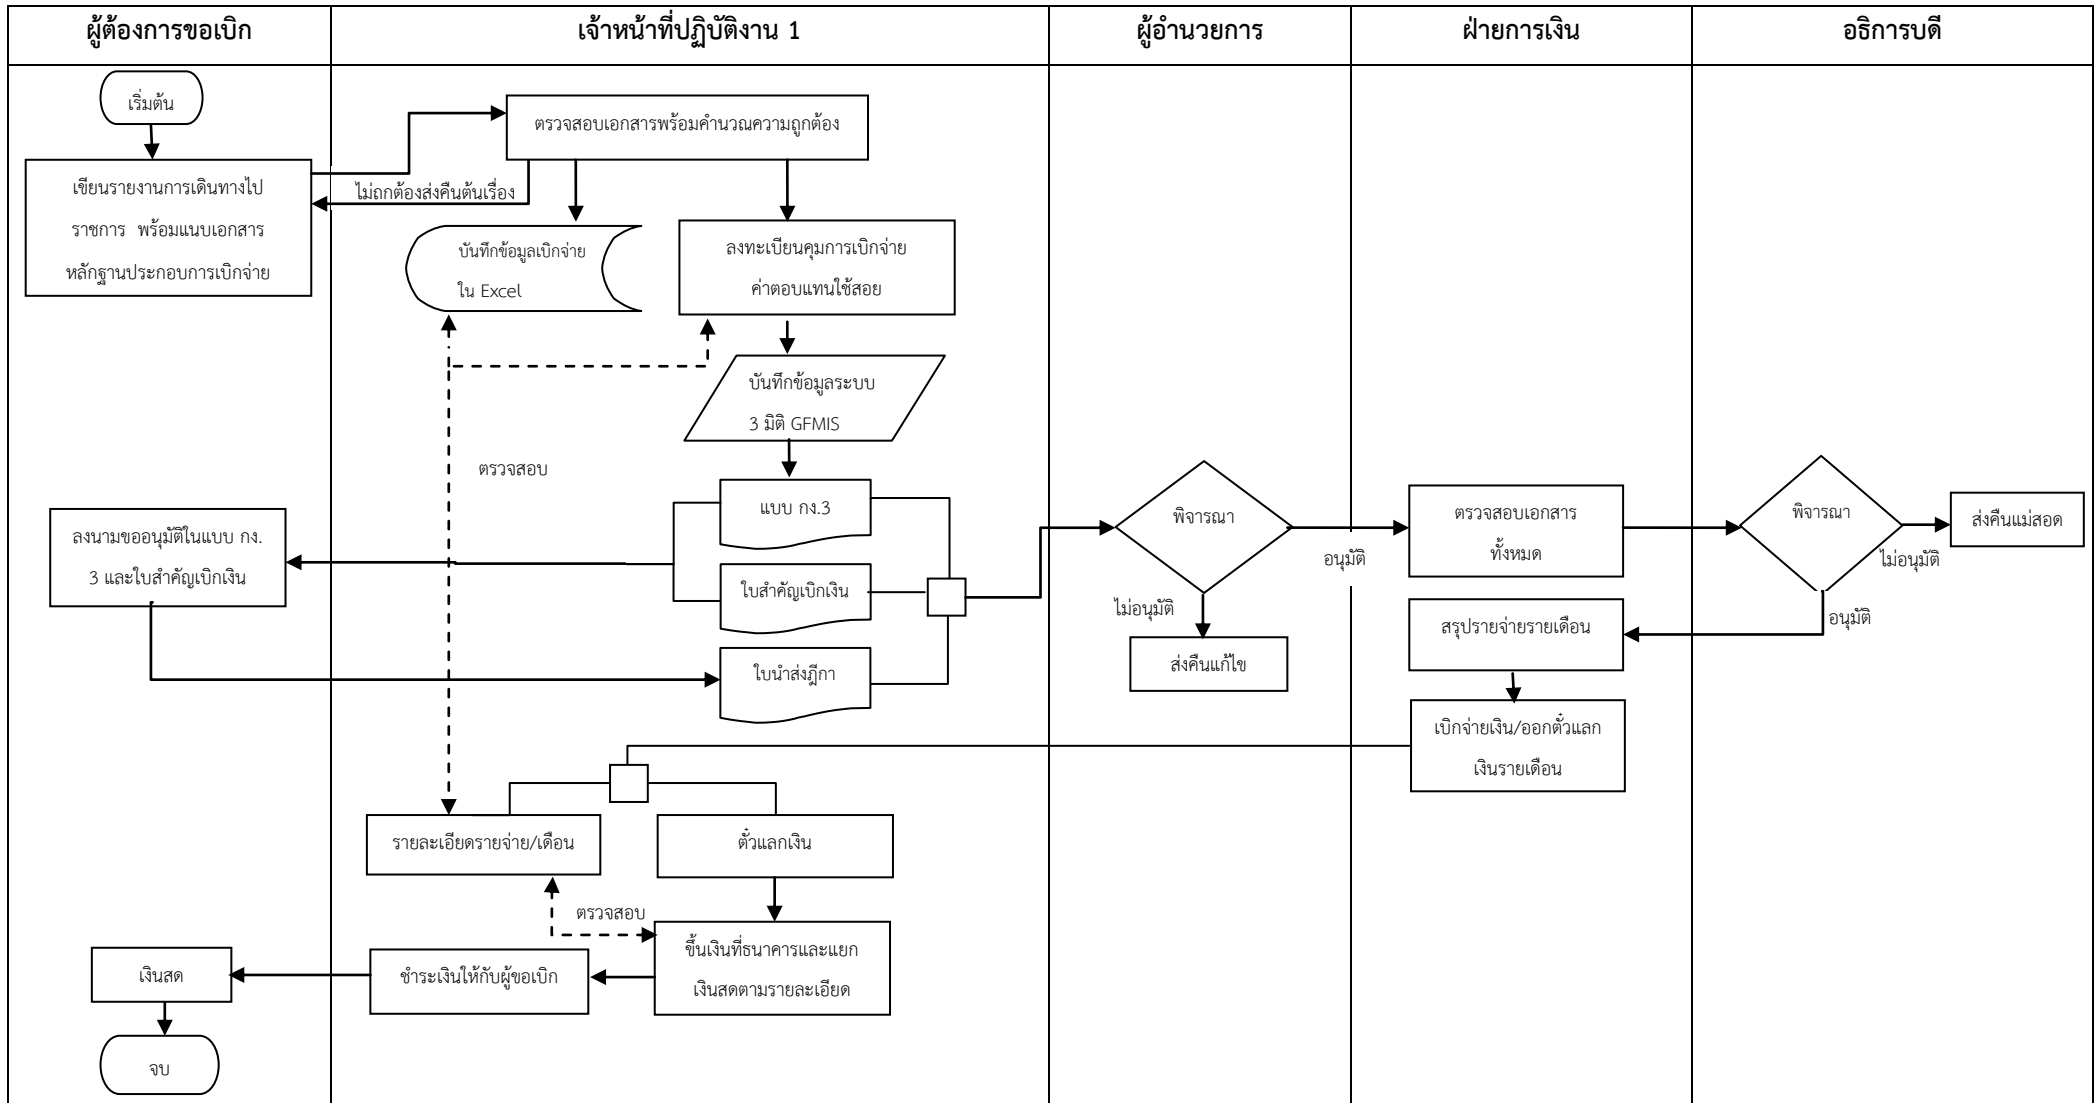 ผู้ต้องการขอเบิก
เจ้าหน้าที่ปฏิบัติงาน 1
ผู้อำนวยการ
ฝ่ายการเงิน
อธิการบดี
เริ่มต้น
ตรวจสอบเอกสารพร้อมคำนวณความถูกต้อง
เขียนรายงานการเดินทางไป
ราชการ พร้อมแนบเอกสาร
หลักฐานประกอบการเบิกจ่าย
ไม่ถูกต้องส่งคืนต้นเรื่อง
บันทึกข้อมูลเบิกจ่าย
ใน Excel
ลงทะเบียนคุมการเบิกจ่าย
ค่าตอบแทนใช้สอย
บันทึกข้อมูลระบบ
3 มิติ GFMIS
ตรวจสอบ
แบบ กง.3
ลงนามขออนุมัติในแบบ กง.
3 และใบสำคัญเบิกเงิน
ใบสำคัญเบิกเงิน
ใบนำส่งฎีกา
พิจารณา
อนุมัติ
ไม่อนุมัติ
ส่งคืนแก้ไข
ตรวจสอบเอกสาร
ทั้งหมด
พิจารณา
ส่งคืนแม่สอด
ไม่อนุมัติ
อนุมัติ
สรุปรายจ่ายรายเดือน
เบิกจ่ายเงิน/ออกตั๋วแลก
เงินรายเดือน
รายละเอียดรายจ่าย/เดือน
ตั๋วแลกเงิน
ตรวจสอบ
ขึ้นเงินที่ธนาคารและแยก
เงินสดตามรายละเอียด
ชำระเงินให้กับผู้ขอเบิก
เงินสด
จบ